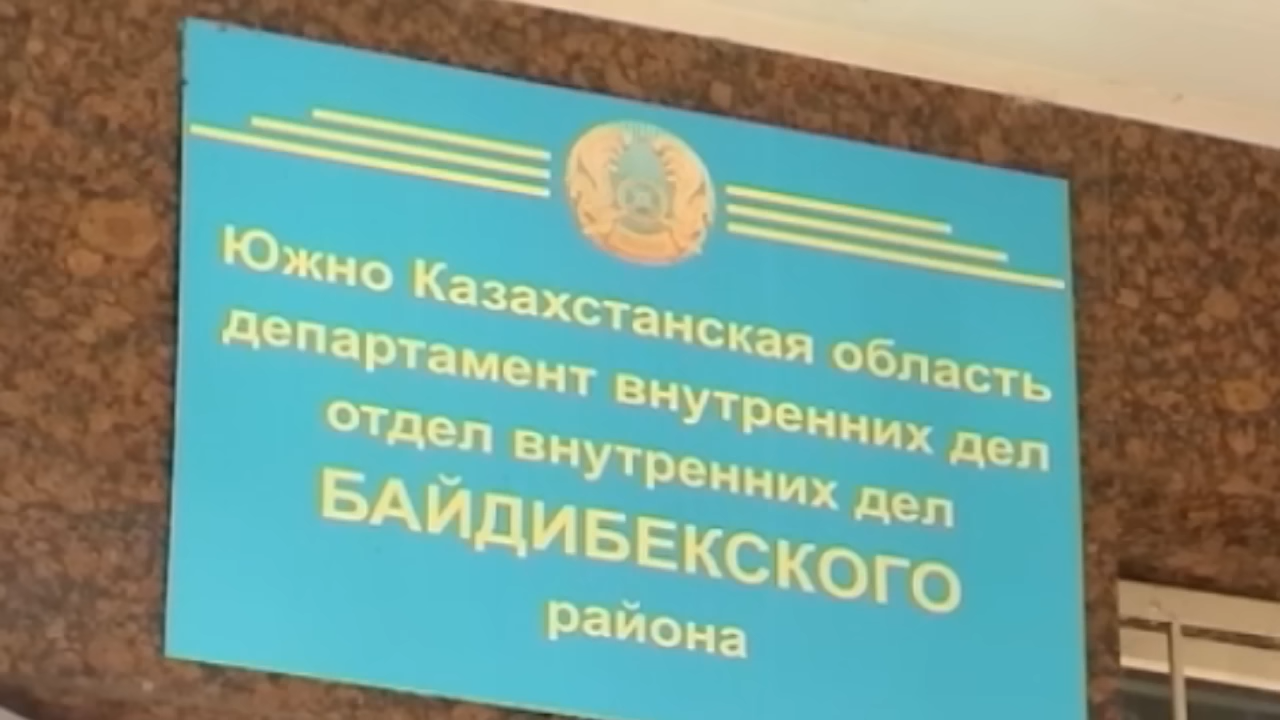 Южно Казахстанская область
департамент внутренних дел
отдел внутренних дел
БАЙДИБЕКСКОГО
района